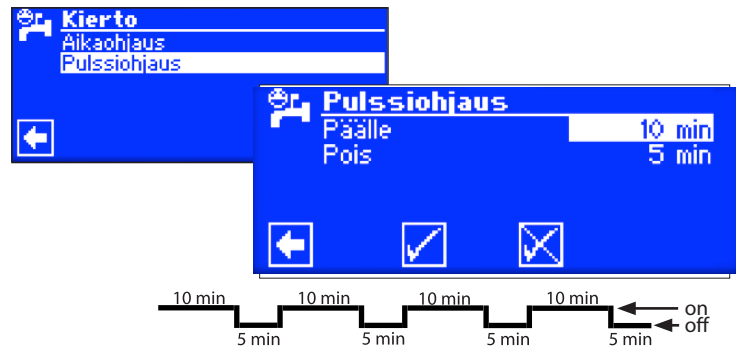 Kierto
Aikaohjaus
Pulssiohjaus
Pulssiohjaus
Päälle 10 min
Pois 5 min
10 min 10 min 10 min 10 min on
5 min 5 min 5 min 5 min off